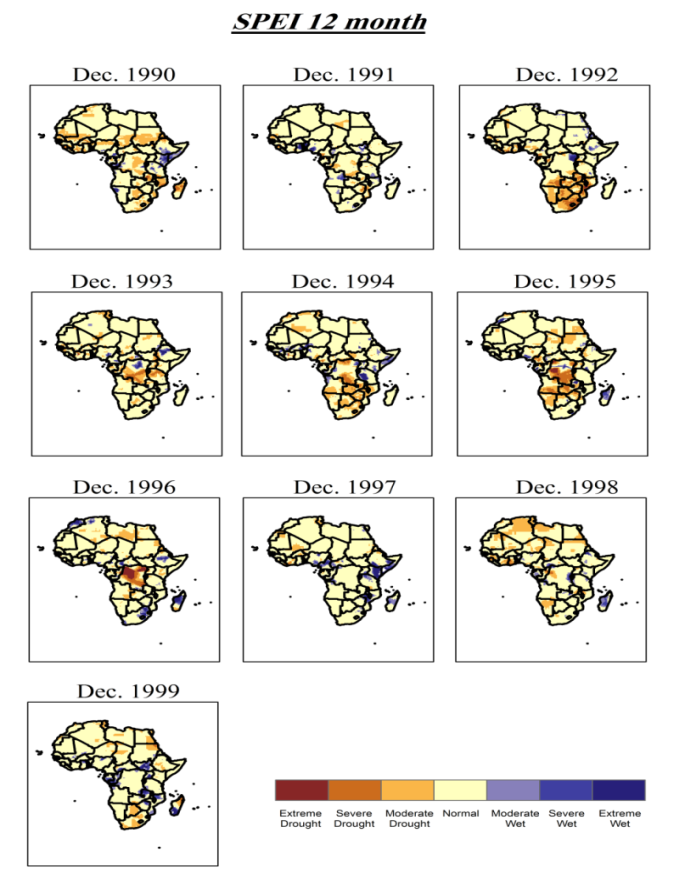 SPEI 12 month
Dec. 1990
Dec. 1991
Dec. 1992
Dec. 1993
Dec. 1994
Dec. 1995
Dec. 1996
Dec. 1997
Dec. 1998
Dec. 1999
Extreme Severe Moderate Normal Moderate Severe Extreme
Drought Drought Drought Wet Wet Wet